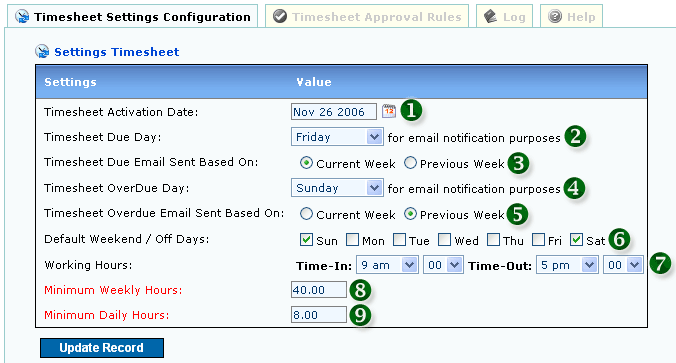 Timesheet Settings Configuration Timesheet Approval Rules Log Help
Settings Timesheet
Settings Value
Timesheet Activation Date: Nov 26 2006 12 1
Timesheet Due Day: Friday for email notification purposes 2
Timesheet Due Email Sent Based On: Current Week Previous Week 3
Timesheet OverDue Day: Sunday for email notification purposes 4
Timesheet Overdue Email Sent Based On: Current Week Previous Week 5
Default Weekend / Off Days: Sun Mon Tue Wed Thu Fri Sat 6
Working Hours: Time-In: 9 am 00 Time-Out: 5 pm 00 7
Minimum Weekly Hours: 40.00 8
Minimum Daily Hours: 8.00 9
Update Record